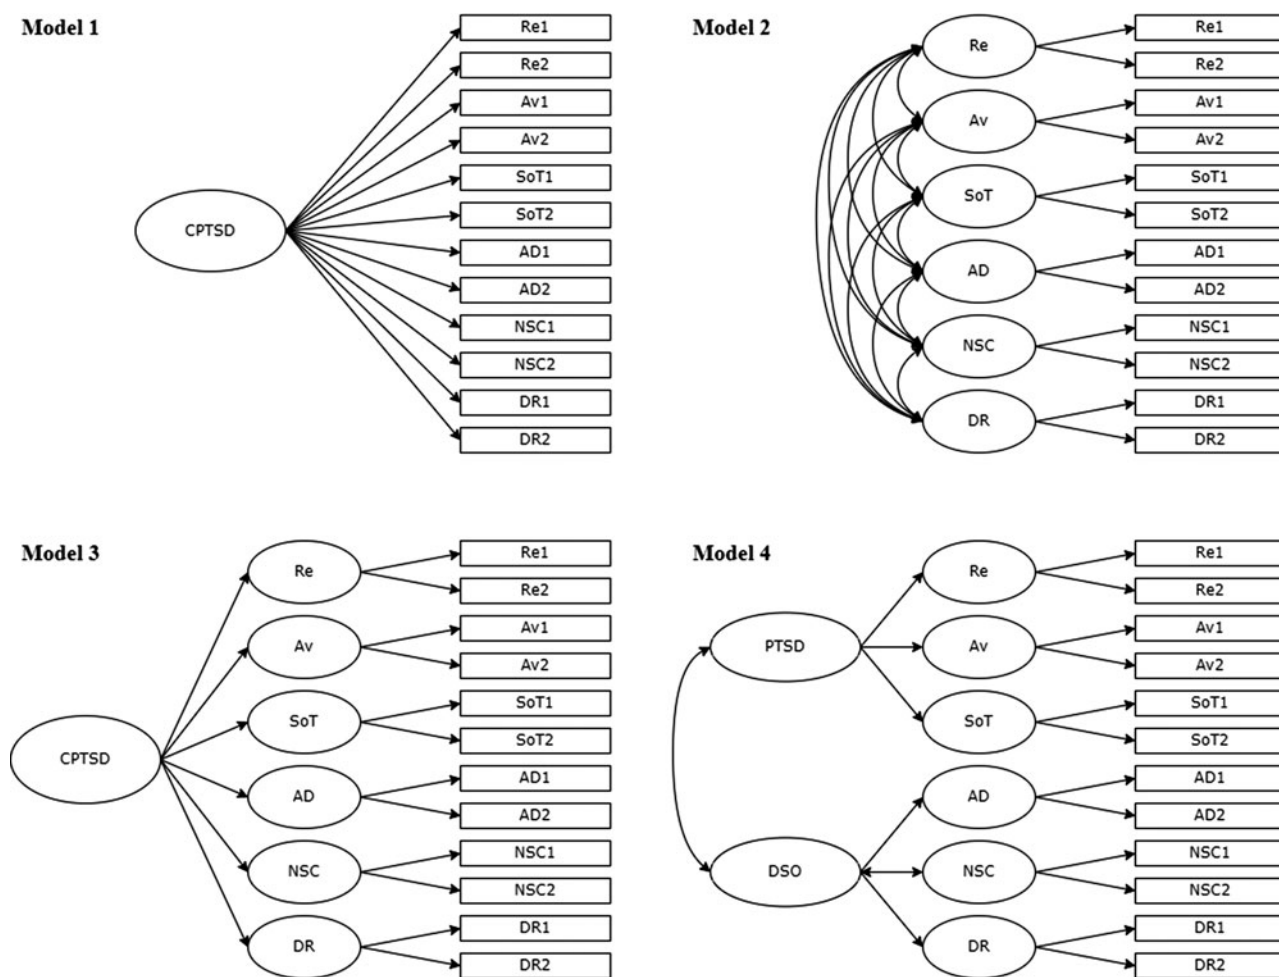 Model 1
CPTSD
Re1
Re2
Av1
Av2
SoT1
SoT2
AD1
AD2
NSC1
NSC2
DR1
DR2
Model 2
Re
Av
SoT
AD
NSC
DR
Re1
Re2
Av1
Av2
SoT1
SoT2
AD1
AD2
NSC1
NSC2
DR1
DR2
Model 3
CPTSD
Re
Av
SoT
AD
NSC
DR
Re1
Re2
Av1
Av2
SoT1
SoT2
AD1
AD2
NSC1
NSC2
DR1
DR2
Model 4
PTSD
DSO
Re
Av
SoT
AD
NSC
DR
Re1
Re2
Av1
Av2
SoT1
SoT2
AD1
AD2
NSC1
NSC2
DR1
DR2